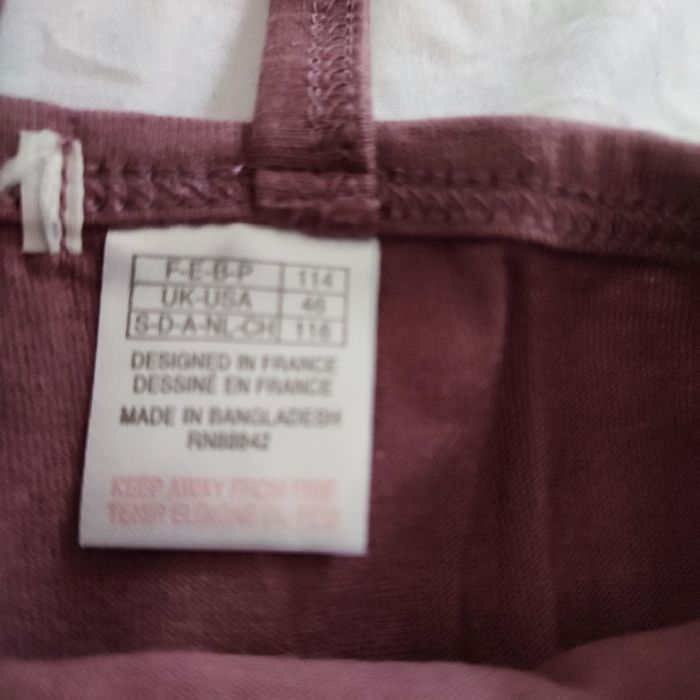 F-E-B-P 114
UK-USA 46
S-D-A-NL-CH 116
DESIGNED IN FRANCE
DESSINÉ EN FRANCE
MADE IN BANGLADESH
RN88842
KEEP AWAY FROM FIRE